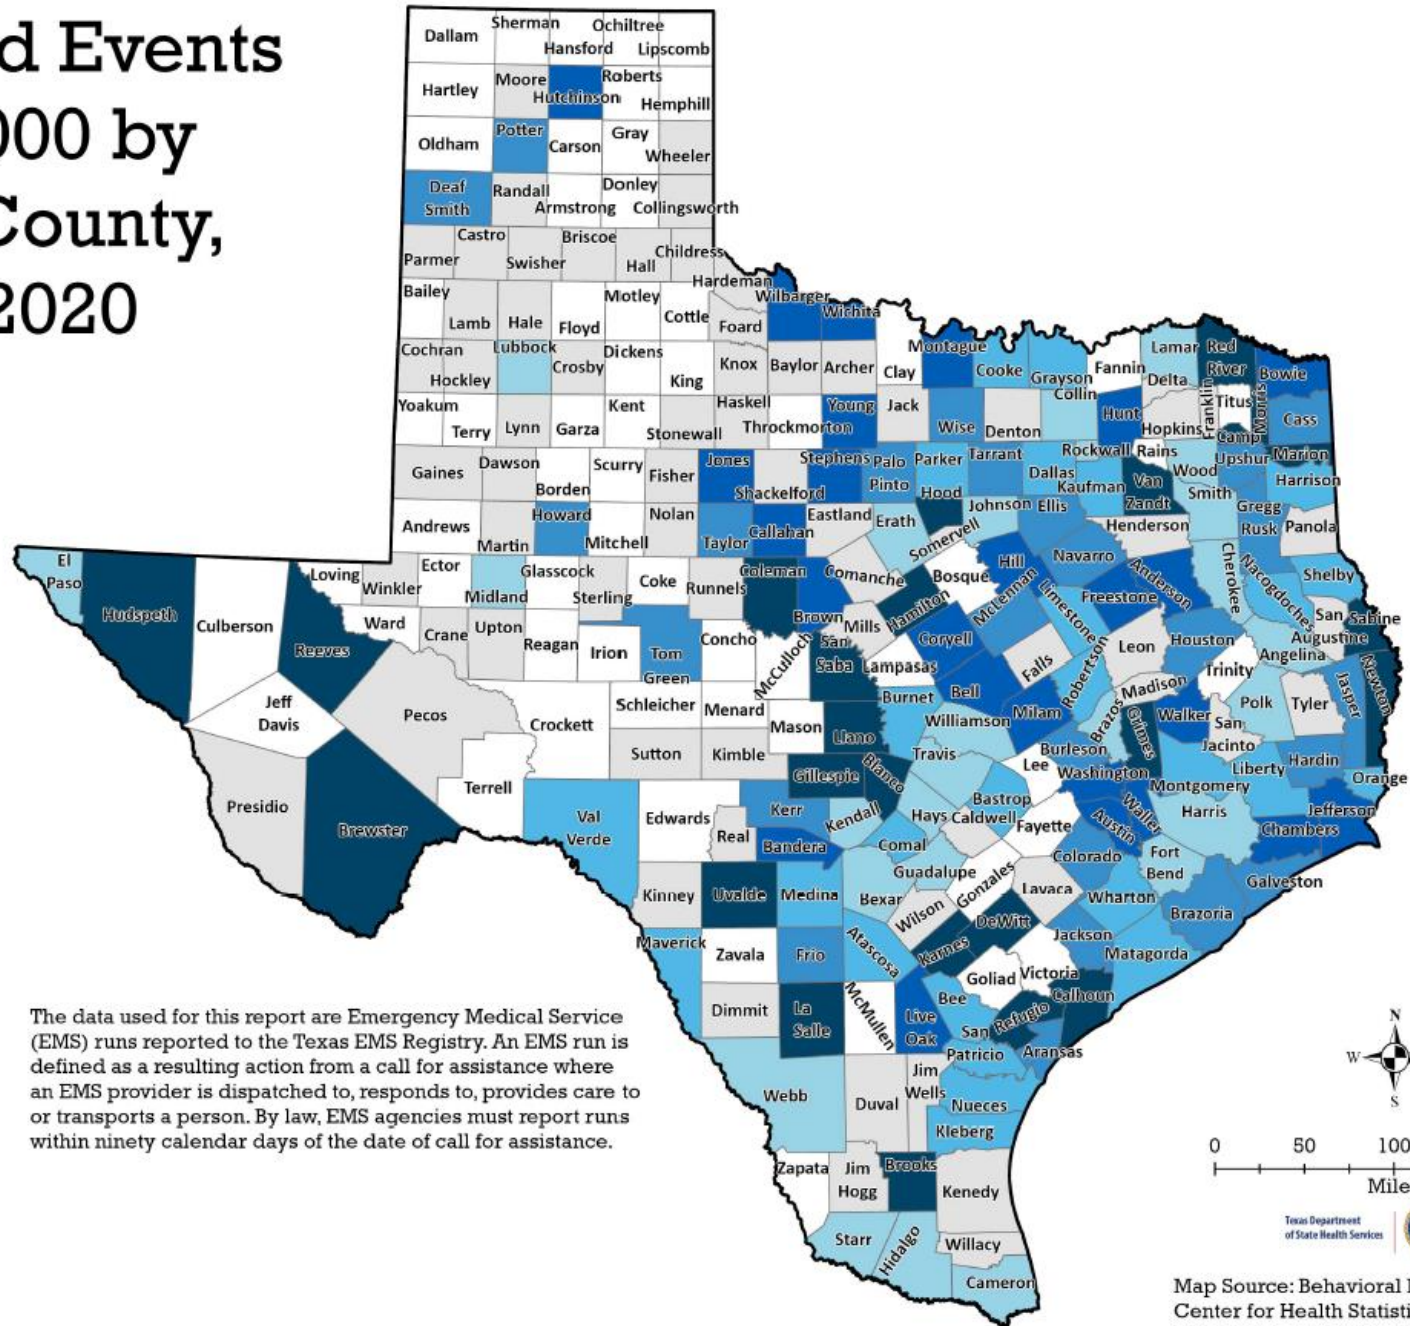 d Events
000 by
County,
2020
Dallam
Sherman
Hansford
Ochiltree
Lipscomb
Hartley
Moore
Hutchinson
Roberts
Hemphill
Oldham
Potter
Carson
Gray
Wheeler
Deaf
Smith
Randall
Armstrong
Donley
Collingsworth
Parmer
Castro
Swisher
Briscoe
Hall
Childress
Hardeman
Bailey
Lamb
Hale
Floyd
Motley
Cottle
Foard
Wilbarger
Wichita
Cochran
Hockley
Lubbock
Crosby
Dickens
King
Knox
Baylor
Archer
Clay
Montague
Cooke
Grayson
Fannin
Lamar
Delta
Red
River
Bowie
Yoakum
Terry
Lynn
Garza
Kent
Stonewall
Haskell
Throckmorton
Young
Jack
Wise
Denton
Collin
Hunt
Hopkins
Franklin
Titus
Morris
Camp
Cass
Gaines
Dawson
Borden
Scurry
Fisher
Jones
Shackelford
Stephens
Palo
Pinto
Parker
Tarrant
Dallas
Rockwall
Kaufman
Rains
Van
Zandt
Wood
Upshur
Marion
Harrison
Andrews
Martin
Howard
Mitchell
Nolan
Taylor
Callahan
Eastland
Erath
Hood
Somervell
Johnson
Ellis
Henderson
Smith
Gregg
Rusk
Panola
El
Paso
Hudspeth
Culberson
Reeves
Loving
Winkler
Ector
Midland
Glasscock
Sterling
Coke
Runnels
Coleman
Brown
Comanche
Hamilton
Bosque
Hill
Navarro
Freestone
Anderson
Cherokee
Nacogdoches
Shelby
Ward
Crane
Upton
Reagan
Irion
Tom
Green
Concho
McCulloch
San
Saba
Mills
Lampasas
Coryell
McLennan
Limestone
Falls
Robertson
Leon
Houston
Trinity
Angelina
San
Augustine
Sabine
Jeff
Davis
Pecos
Crockett
Schleicher
Menard
Mason
Llano
Burnet
Bell
Williamson
Milam
Brazos
Madison
Grimes
Walker
San
Jacinto
Polk
Tyler
Jasper
Newton
Presidio
Brewster
Terrell
Sutton
Kimble
Gillespie
Blanco
Travis
Lee
Burleson
Washington
Montgomery
Liberty
Hardin
Orange
Val
Verde
Edwards
Real
Kerr
Bandera
Kendall
Hays
Caldwell
Bastrop
Fayette
Austin
Waller
Harris
Chambers
Jefferson
Kinney
Uvalde
Medina
Bexar
Comal
Guadalupe
Wilson
Gonzales
Lavaca
Colorado
Wharton
Fort
Bend
Brazoria
Galveston
Maverick
Zavala
Frio
Atascosa
Karnes
DeWitt
Goliad
Victoria
Jackson
Matagorda
Calhoun
Dimmit
La
Salle
McMullen
Live
Oak
Bee
Refugio
San
Patricio
Aransas
Webb
Duval
Jim
Wells
Nueces
Kleberg
Zapata
Jim
Hogg
Brooks
Kenedy
Starr
Hidalgo
Willacy
Cameron
The data used for this report are Emergency Medical Service
(EMS) runs reported to the Texas EMS Registry. An EMS run is
defined as a resulting action from a call for assistance where
an EMS provider is dispatched to, responds to, provides care to
or transports a person. By law, EMS agencies must report runs
within ninety calendar days of the date of call for assistance.
N
W
S
0 50 100
Mile
Texas Department
of State Health Services
Map Source: Behavioral
Center for Health Statisti